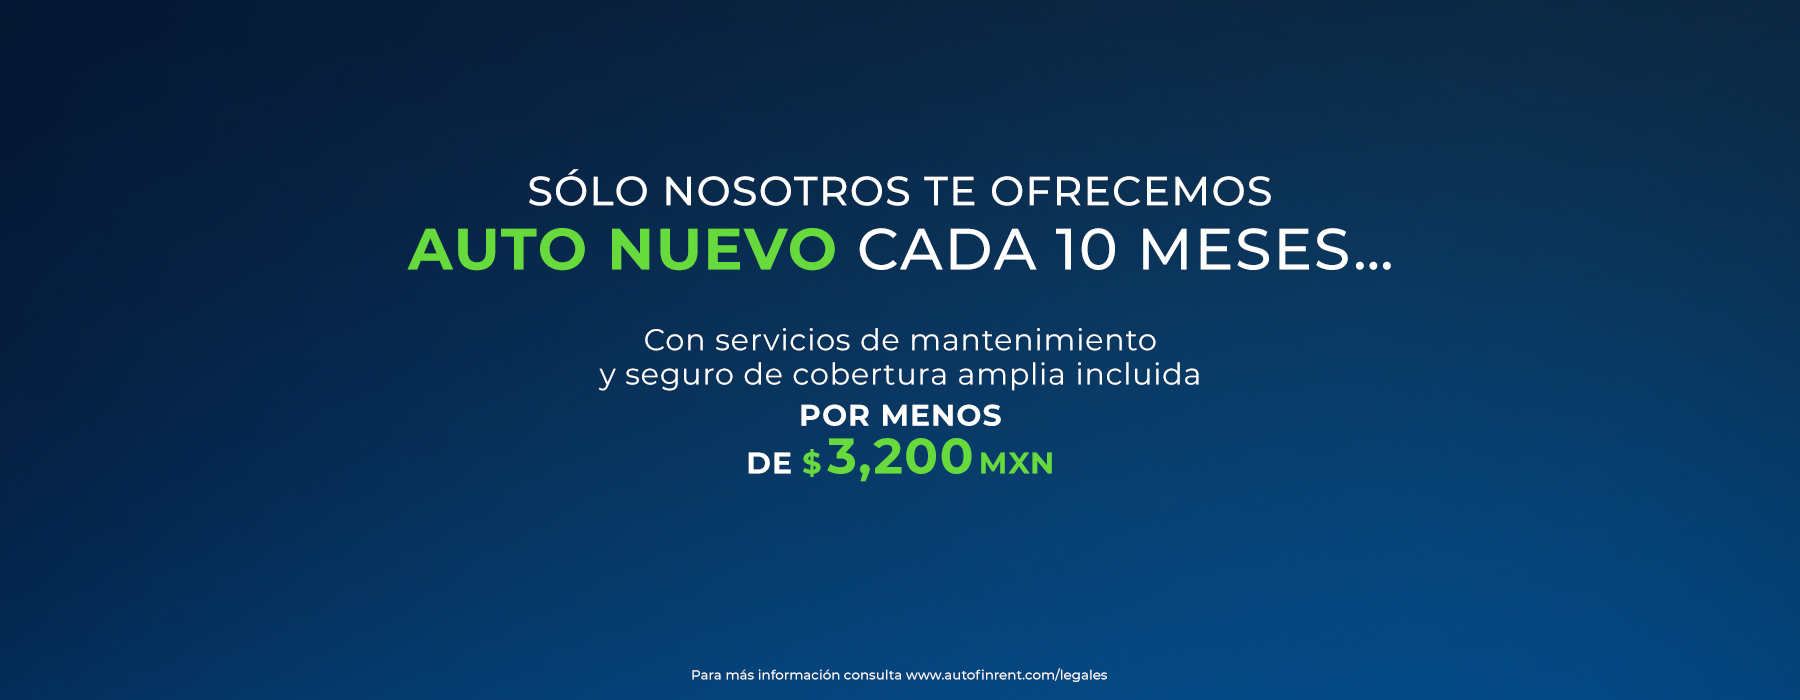 SÓLO NOSOTROS TE OFRECEMOS
AUTO NUEVO CADA 10 MESES...
Con servicios de mantenimiento
y seguro de cobertura amplia incluida
POR MENOS
DE $3,200 MXN
Para más información consulta www.autofinrent.com/legales